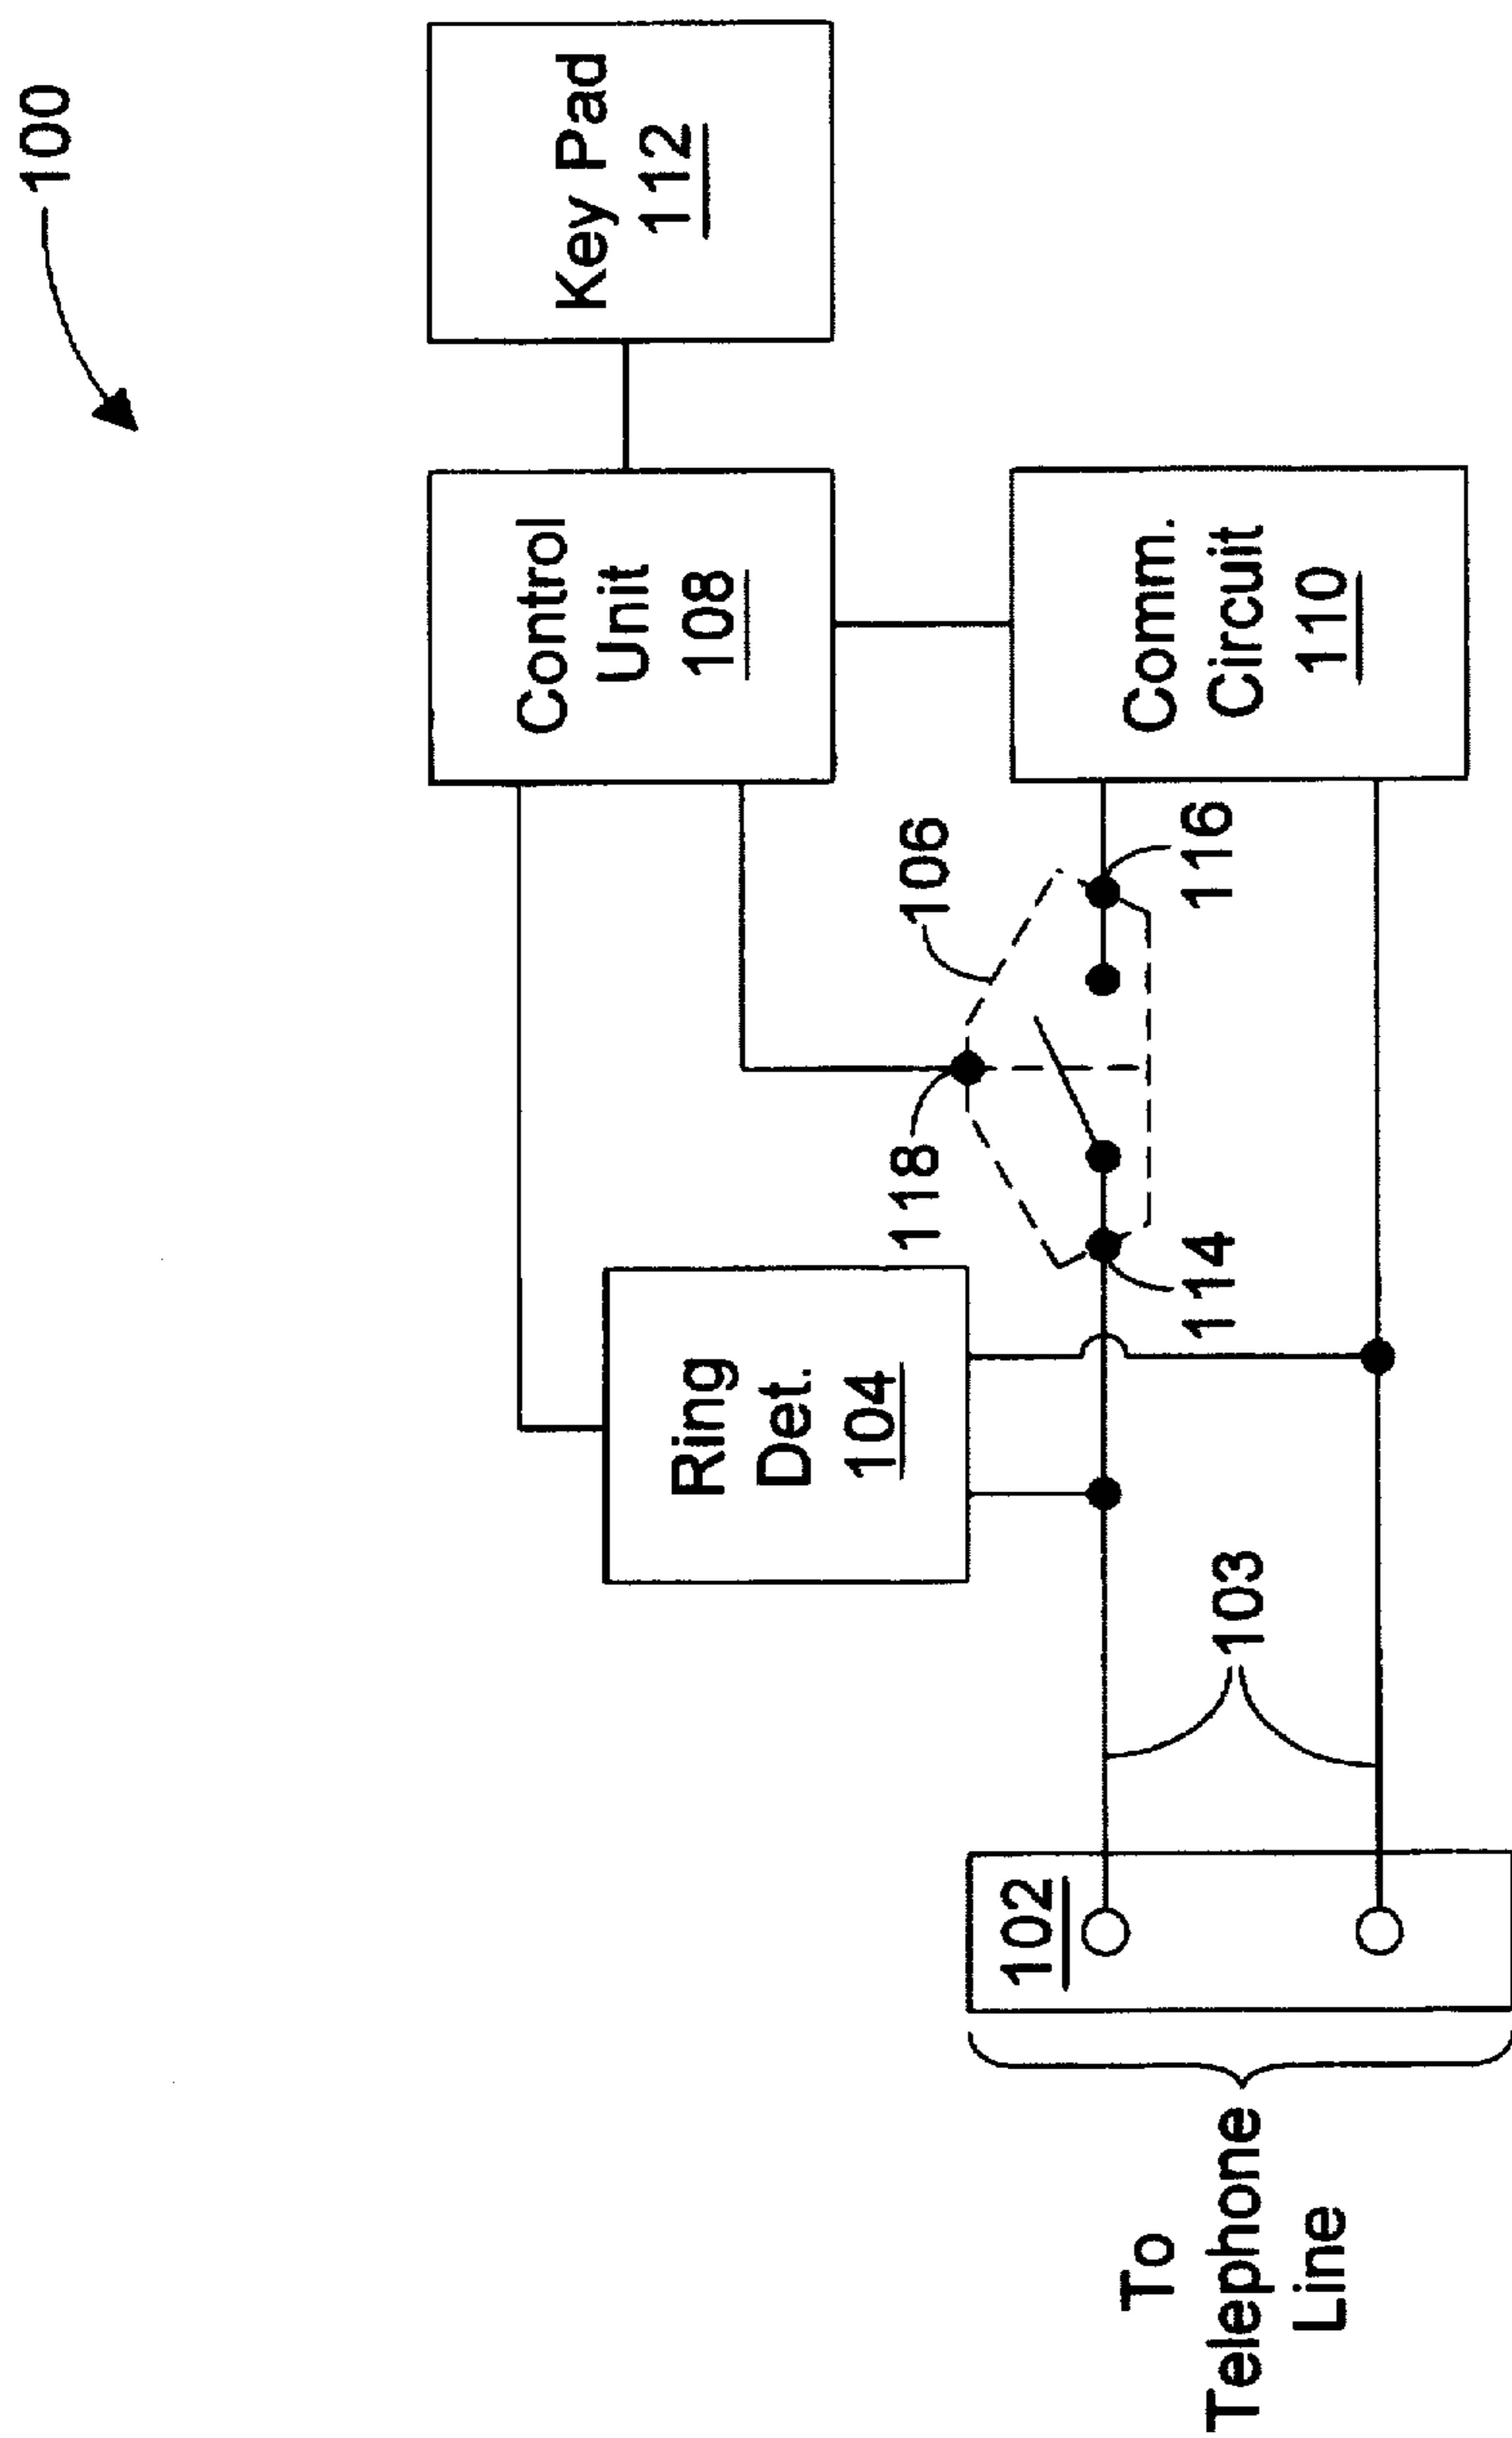 100
Key Pad
112
Control
Unit
108
Comm.
Circuit
110
106
116
118
114
Ring
Det.
104
103
102
To
Telephone
Line